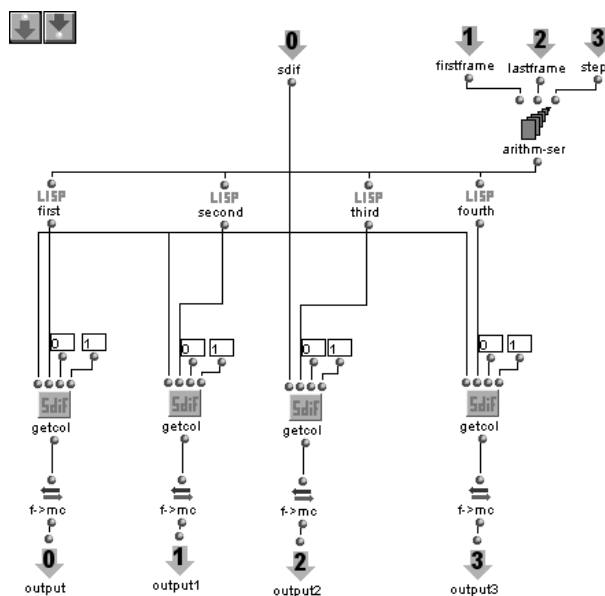 0
1 2 3
sdif
firstframe lastframe step
arithm-ser
LISP LISP LISP LISP
first second third fourth
0 1 0 1 0 1 0 1
Sdif Sdif Sdif Sdif
getcol getcol getcol getcol
f->mc f->mc f->mc f->mc
0 1 2 3
output output1 output2 output3